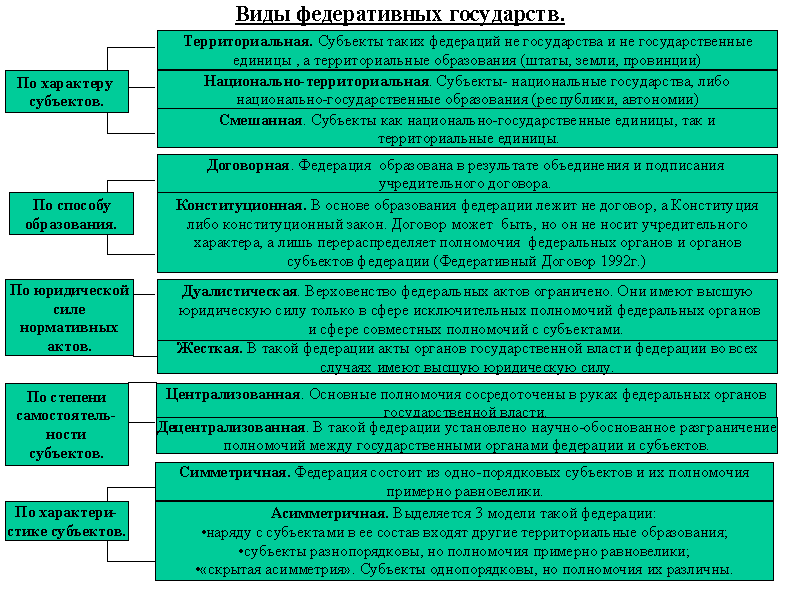 Виды федеративных государств.
По характеру
субъектов.
Территориальная. Субъекты таких федераций не государства и не государственные
единицы , а территориальные образования (штаты, земли, провинции)
Национально-территориальная. Субъекты- национальные государства, либо
национально-государственные образования (республики, автономии)
Смешанная. Субъекты как национально-государственные единицы, так и
территориальные единицы.
По способу
образования.
Договорная. Федерация образована в результате объединения и подписания
учредительного договора.
Конституционная. В основе образования федерации лежит не договор, а Конституция
либо конституционный закон. Договор может быть, но он не носит учредительного
характера, а лишь перераспределяет полномочия федеральных органов и органов
субъектов федерации (Федеративный Договор 1992г.)
По юридической
силе
нормативных
актов.
Дуалистическая. Верховенство федеральных актов ограничено. Они имеют высшую
юридическую силу только в сфере исключительных полномочий федеральных органов
и сфере совместных полномочий с субъектами.
Жесткая. В такой федерации акты органов государственной власти федерации во всех
случаях имеют высшую юридическую силу.
По степени
самостоятель-
ности
субъектов.
Централизованная. Основные полномочия сосредоточены в руках федеральных органов
государственной власти.
Децентрализованная. В такой федерации установлено научно-обоснованное разграничение
полномочий между государственными органами федерации и субъектов.
По характери-
стике субъектов.
Симметричная. Федерация состоит из одно-порядковых субъектов и их полномочия
примерно равновелики.
Асимметричная. Выделяется 3 модели такой федерации:
•наряду с субъектами в ее состав входят другие территориальные образования;
•субъекты разнопорядковы, но полномочия примерно равновелики;
•«скрытая асимметрия». Субъекты однопорядковы, но полномочия их различны.